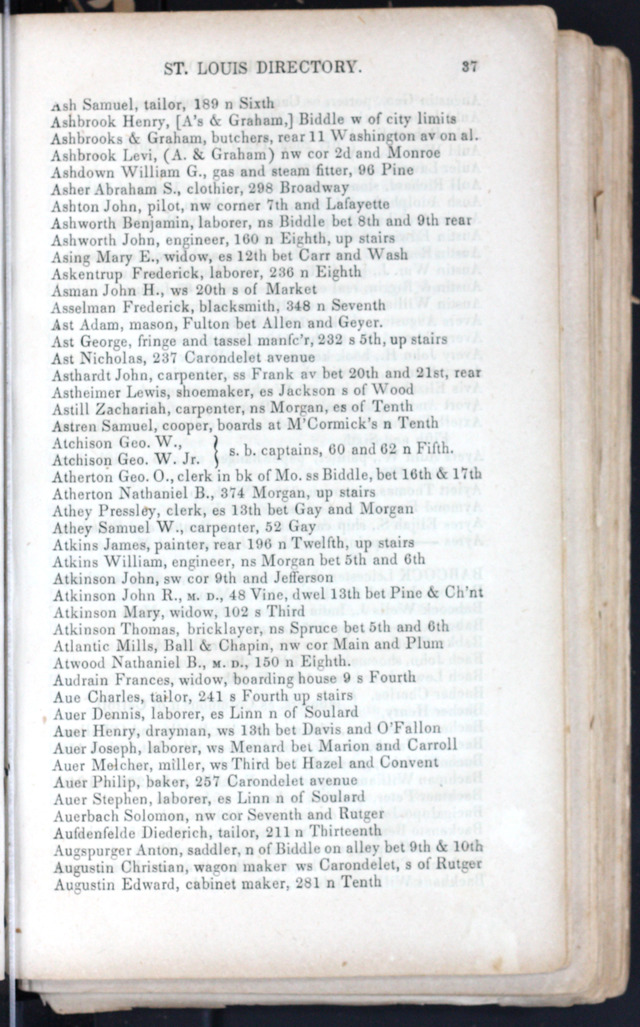 ST. LOUIS DIRECTORY. 37
Ash Samuel, tailor, 189 n Sixth
Ashbrook Henry, [A's & Graham,] Biddle w of city limits
Ashbrooks & Graham, butchers, rear 11 Washington av on al.
Ashbrook Levi, (A. & Graham) nw cor 2d and Monroe
Ashdown William G., gas and steam fitter, 96 Pine
Asher Abraham S., clothier, 298 Broadway
Ashton John, pilot, nw corner 7th and Lafayette
Ashworth Benjamin, laborer, ns Biddle bet 8th and 9th rear
Ashworth John, engineer, 160 n Eighth, up stairs
Asing Mary E., widow, es 12th bet Carr and Wash
Askentrup Frederick, laborer, 236 n Eighth
Asman John H., ws 20th s of Market
Asselman Frederick, blacksmith, 348 n Seventh
Ast Adam, mason, Fulton bet Allen and Geyer.
Ast George, fringe and tassel manfc'r, 232 s 5th, up stairs
Ast Nicholas, 237 Carondelet avenue
Asthardt John, carpenter, ss Frank av bet 20th and 21st, rear
Astheimer Lewis, shoemaker, es Jackson s of Wood
Astill Zachariah, carpenter, ns Morgan, es of Tenth
Astren Samuel, cooper, boards at M'Cormick's n Tenth
Atchison Geo. W., } s. b. captains, 60 and 62 n Fifth.
Atchison Geo. W. Jr.
Atherton Geo. O., clerk in bk of Mo. ss Biddle, bet 16th & 17th
Atherton Nathaniel B., 374 Morgan, up stairs
Athey Pressley, clerk, es 13th bet Gay and Morgan
Athey Samuel W., carpenter, 52 Gay
Atkins James, painter, rear 196 n Twelfth, up stairs
Atkins William, engineer, ns Morgan bet 5th and 6th
Atkinson John, sw cor 9th and Jefferson
Atkinson John R., M. D., 48 Vine, dwel 13th bet Pine & Ch'nt
Atkinson Mary, widow, 102 s Third
Atkinson Thomas, bricklayer, ns Spruce bet 5th and 6th
Atlantic Mills, Ball & Chapin, nw cor Main and Plum
Atwood Nathaniel B., M. D., 150 n Eighth.
Audrain Frances, widow, boarding house 9 s Fourth
Aue Charles, tailor, 241 s Fourth up stairs
Auer Dennis, laborer, es Linn n of Soulard
Auer Henry, drayman, ws 13th bet Davis and O'Fallon
Auer Joseph, laborer, ws Menard bet Marion and Carroll
Auer Melcher, miller, ws Third bet Hazel and Convent
Auer Philip, baker, 257 Carondelet avenue
Auer Stephen, laborer, es Linn n of Soulard
Auerbach Solomon, nw cor Seventh and Rutger
Aufdenfelde Diederich, tailor, 211 n Thirteenth
Augspurger Anton, saddler, n of Biddle on alley bet 9th & 10th
Augustin Christian, wagon maker ws Carondelet, s of Rutger
Augustin Edward, cabinet maker, 281 n Tenth